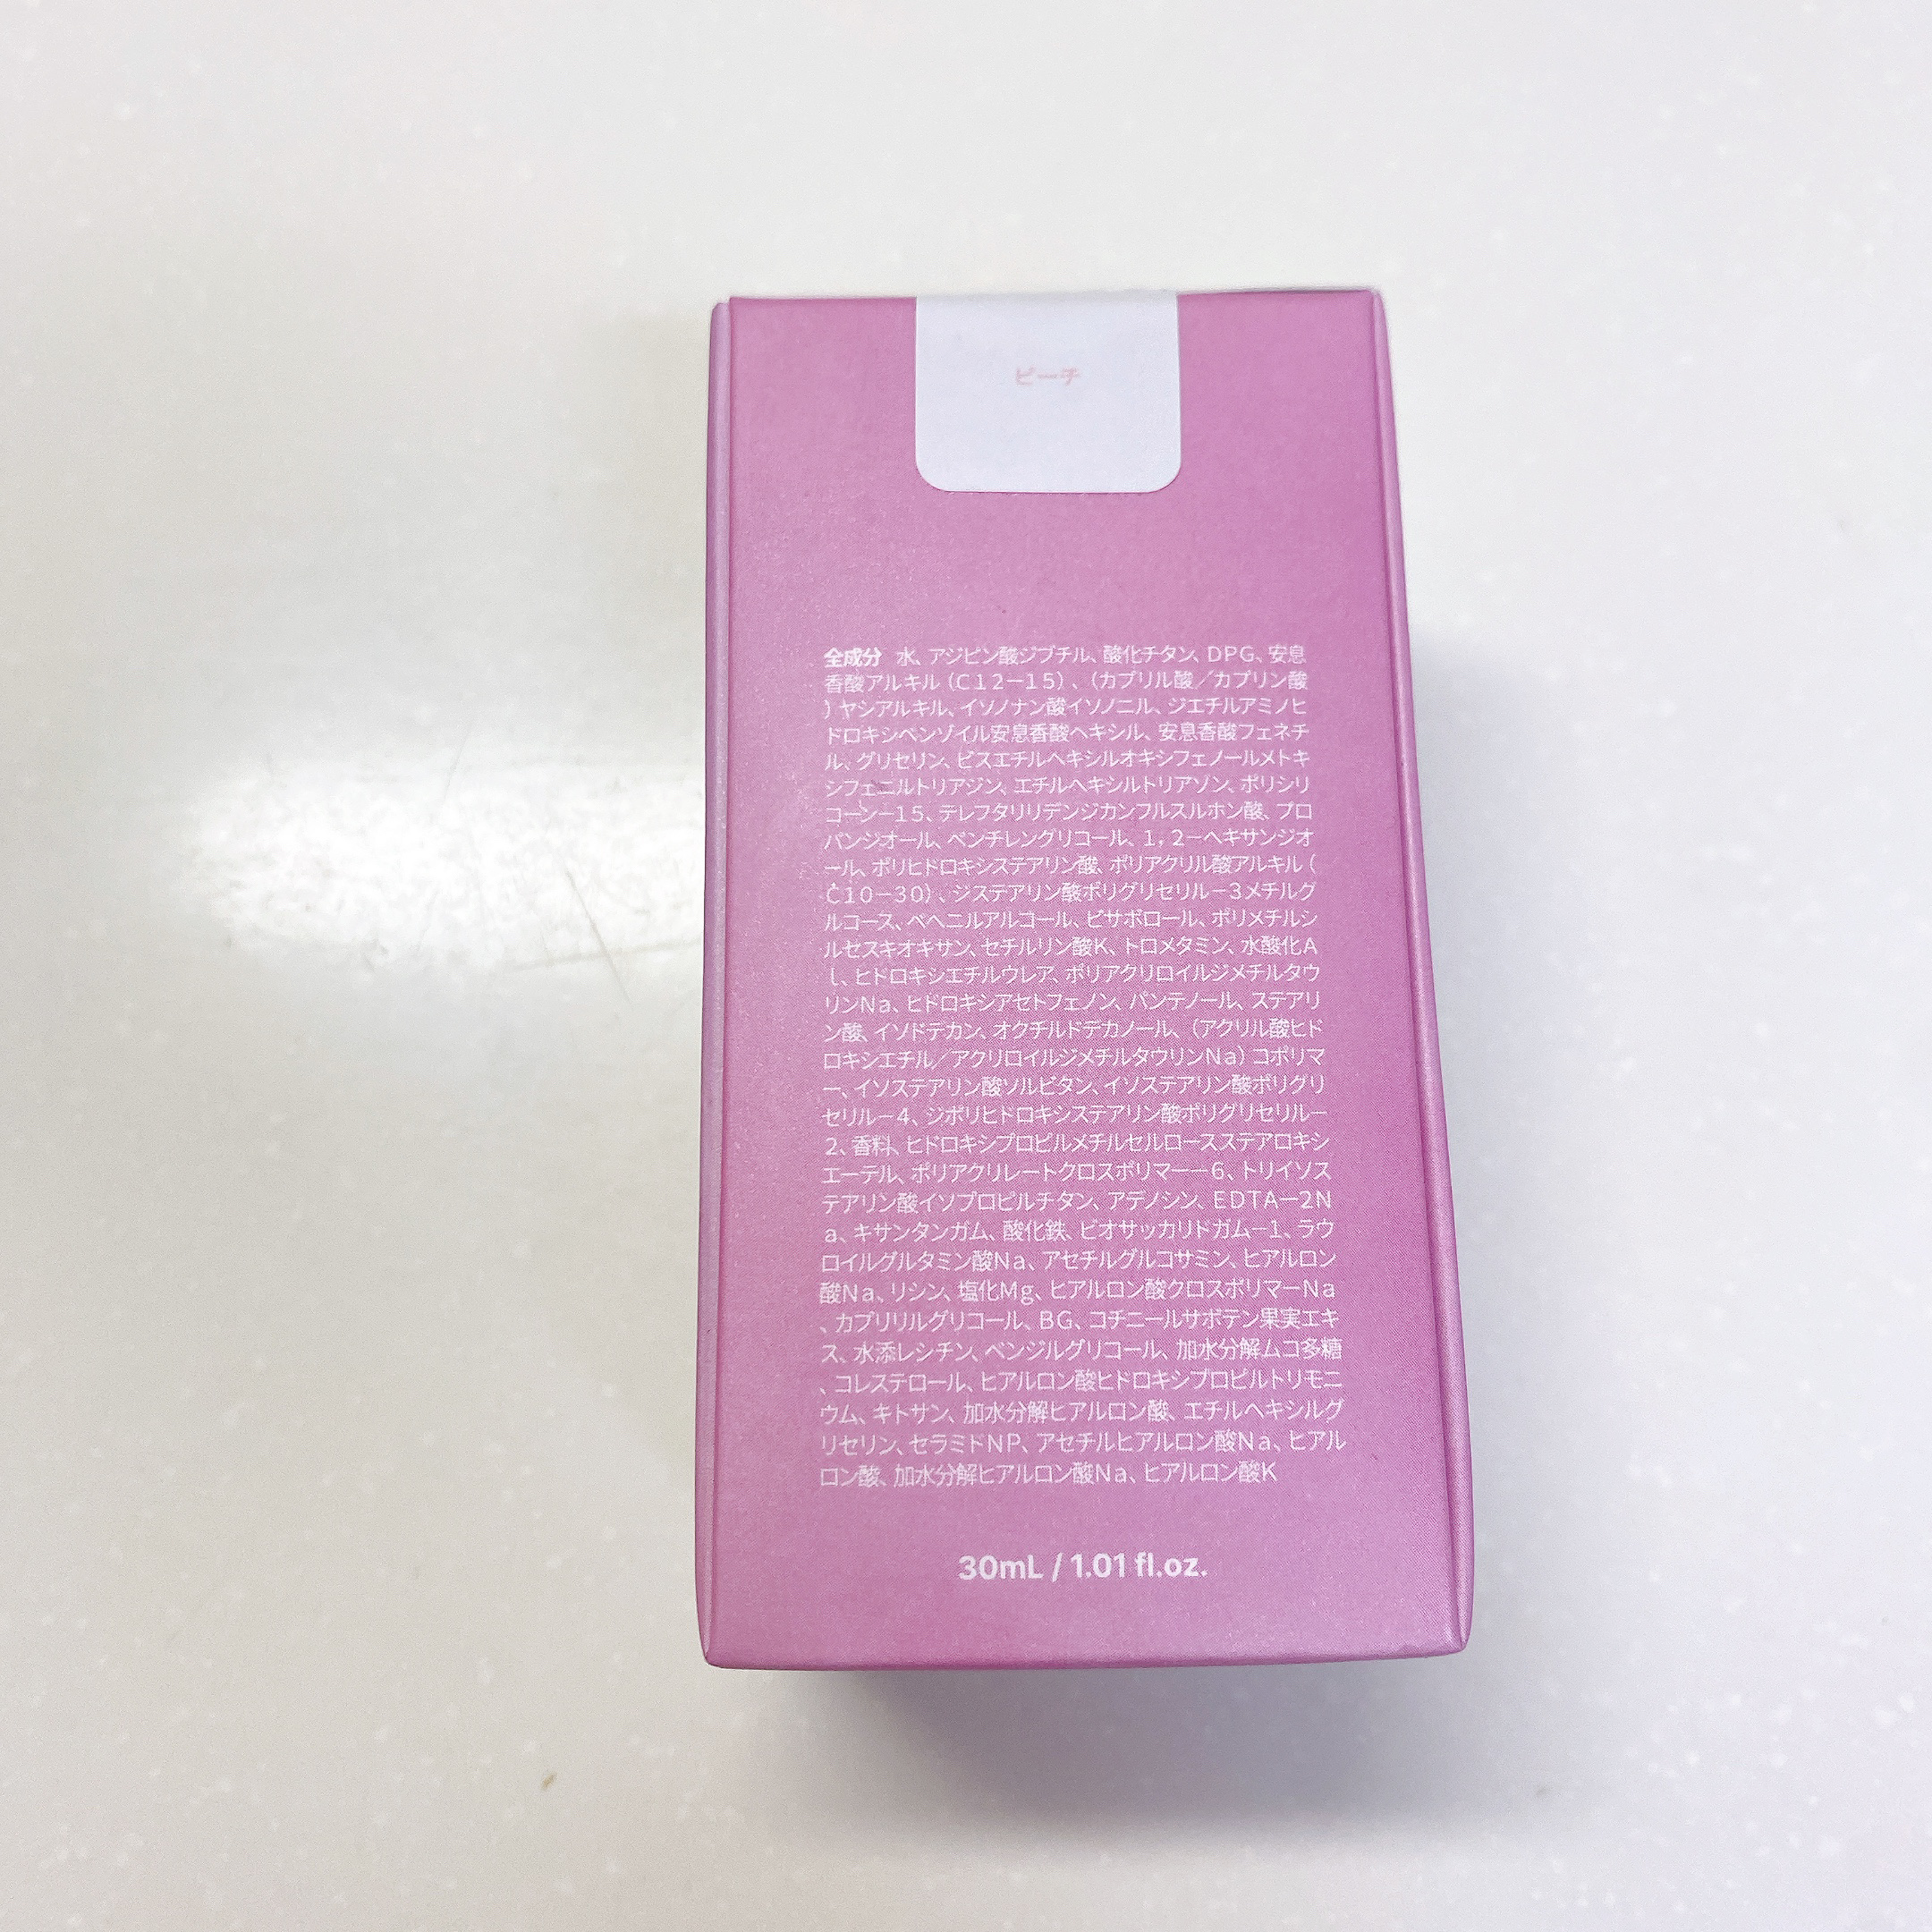 ピーチ
全成分 水、アジピン酸ジブチル、酸化チタン、DPG、安息
香酸アルキル（C12−15）、（カプリル酸／カプリン酸
）ヤシアルキル、イソノナン酸イソノニル、ジエチルアミノヒ
ドロキシベンゾイル安息香酸ヘキシル、安息香酸フェネチ
ル、グリセリン、ビスエチルヘキシルオキシフェノールメトキ
シフェニルトリアジン、エチルヘキシルトリアゾン、ポリシリ
コーン−15、テレフタリリデンジカンフルスルホン酸、プロ
パンジオール、ペンチレングリコール、1，2−ヘキサンジオ
ール、ポリヒドロキシステアリン酸、ポリアクリル酸アルキル（
C10−30）、ジステアリン酸ポリグリセリル−3メチルグ
ルコース、ベヘニルアルコール、ビサボロール、ポリメチルシ
ルセスキオキサン、セチルリン酸K、トロメタミン、水酸化A
l、ヒドロキシエチルウレア、ポリアクリロイルジメチルタウ
リンNa、ヒドロキシアセトフェノン、パンテノール、ステアリ
ン酸、イソドデカン、オクチルドデカノール、（アクリル酸ヒド
ロキシエチル／アクリロイルジメチルタウリンNa）コポリマ
ー、イソステアリン酸ソルビタン、イソステアリン酸ポリグリ
セリル−4、ジポリヒドロキシステアリン酸ポリグリセリル−
2、香料、ヒドロキシプロピルメチルセルロースステアロキシ
エーテル、ポリアクリレートクロスポリマー−6、トリイソス
テアリン酸イソプロピルチタン、アデノシン、EDTA−2N
a、キサンタンガム、酸化鉄、ビオサッカリドガム−1、ラウ
ロイルグルタミン酸Na、アセチルグルコサミン、ヒアルロン
酸Na、リシン、塩化Mg、ヒアルロン酸クロスポリマーNa
、カプリリルグリコール、BG、コチニールサボテン果実エキ
ス、水添レシチン、ベンジルグリコール、加水分解ムコ多糖
、コレステロール、ヒアルロン酸ヒドロキシプロピルトリモニ
ウム、キトサン、加水分解ヒアルロン酸、エチルヘキシルグ
リセリン、セラミドNP、アセチルヒアルロン酸Na、ヒアル
ロン酸、加水分解ヒアルロン酸Na、ヒアルロン酸K
30mL / 1.01 fl.oz.